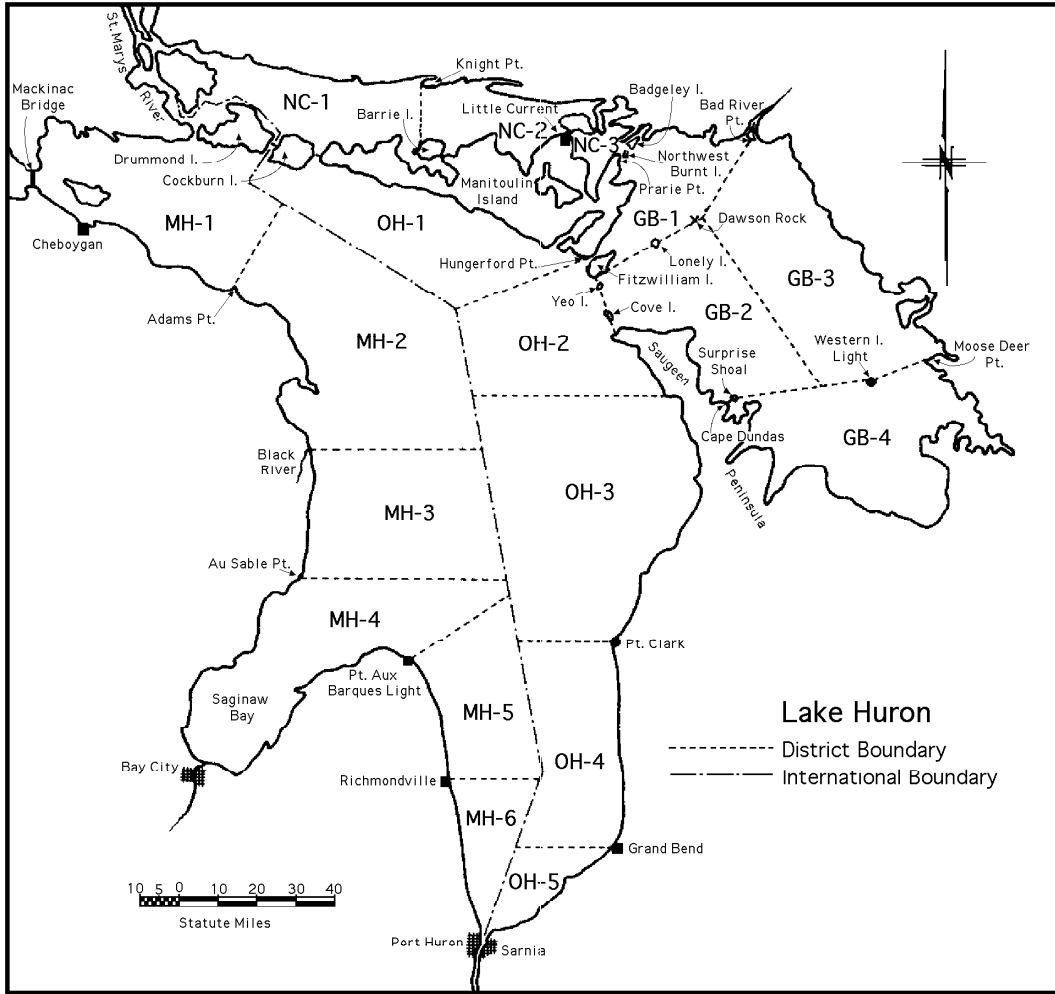 St. Marys
River
Mackinac
Bridge
Knight Pt.
NC-1
Little Current
Badgeley I.
Bad River
Pt.
Barrie I.
NC-2
NC-3
Northwest
Burnt I.
Drummond I.
Cockburn I.
Manitoulin
Island
Prarie Pt.
MH-1
OH-1
GB-1
Dawson Rock
Cheboygan
Hungerford Pt.
Lonely I.
Fitzwilliam I.
GB-3
Adams Pt.
Yeo I.
Cove I.
GB-2
MH-2
OH-2
Saugeen
Surprise
Shoal
Western I.
Light
Moose Deer
Pt.
Cape Dundas
GB-4
Black
River
Peninsula
OH-3
MH-3
Au Sable Pt.
MH-4
Pt. Clark
Pt. Aux
Barques Light
Saginaw
Bay
MH-5
Lake Huron
District Boundary
International Boundary
OH-4
Bay City
Richmondville
MH-6
Grand Bend
OH-5
10 5 0 10 20 30 40
Statute Miles
Port Huron
Sarnia